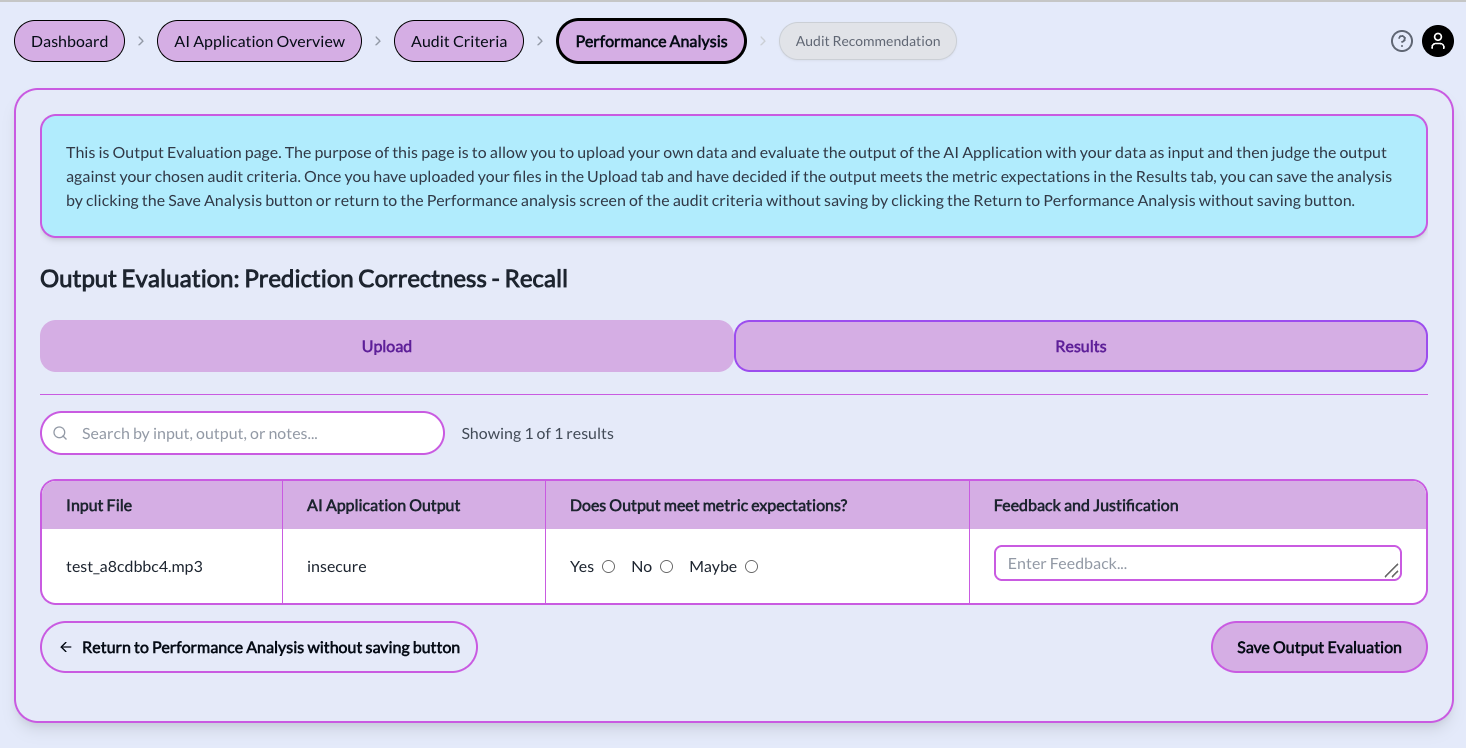 Dashboard
AI Application Overview
Audit Criteria
Performance Analysis
Audit Recommendation
This is Output Evaluation page. The purpose of this page is to allow you to upload your own data and evaluate the output of the AI Application with your data as input and then judge the output
against your chosen audit criteria. Once you have uploaded your files in the Upload tab and have decided if the output meets the metric expectations in the Results tab, you can save the analysis
by clicking the Save Analysis button or return to the Performance analysis screen of the audit criteria without saving by clicking the Return to Performance Analysis without saving button.
Output Evaluation: Prediction Correctness - Recall
Upload
Results
Search by input, output, or notes...
Showing 1 of 1 results
Input File
AI Application Output
Does Output meet metric expectations?
Feedback and Justification
test_a8cdbbc4.mp3
insecure
Yes
No
Maybe
Enter Feedback...
Return to Performance Analysis without saving button
Save Output Evaluation